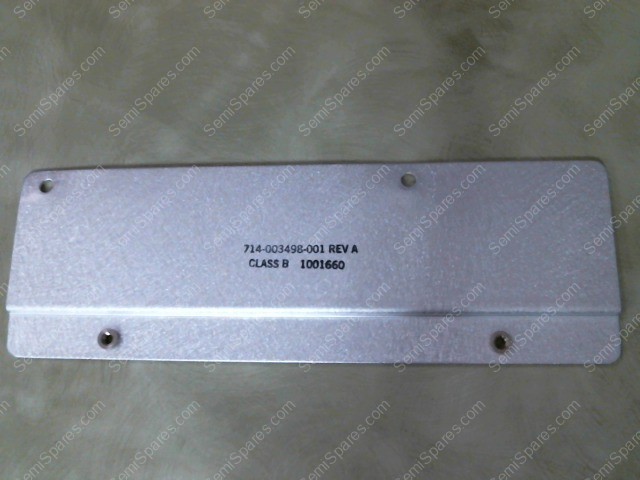 714-003498-001 REV A
CLASS B 1001660
SemiSpares.com